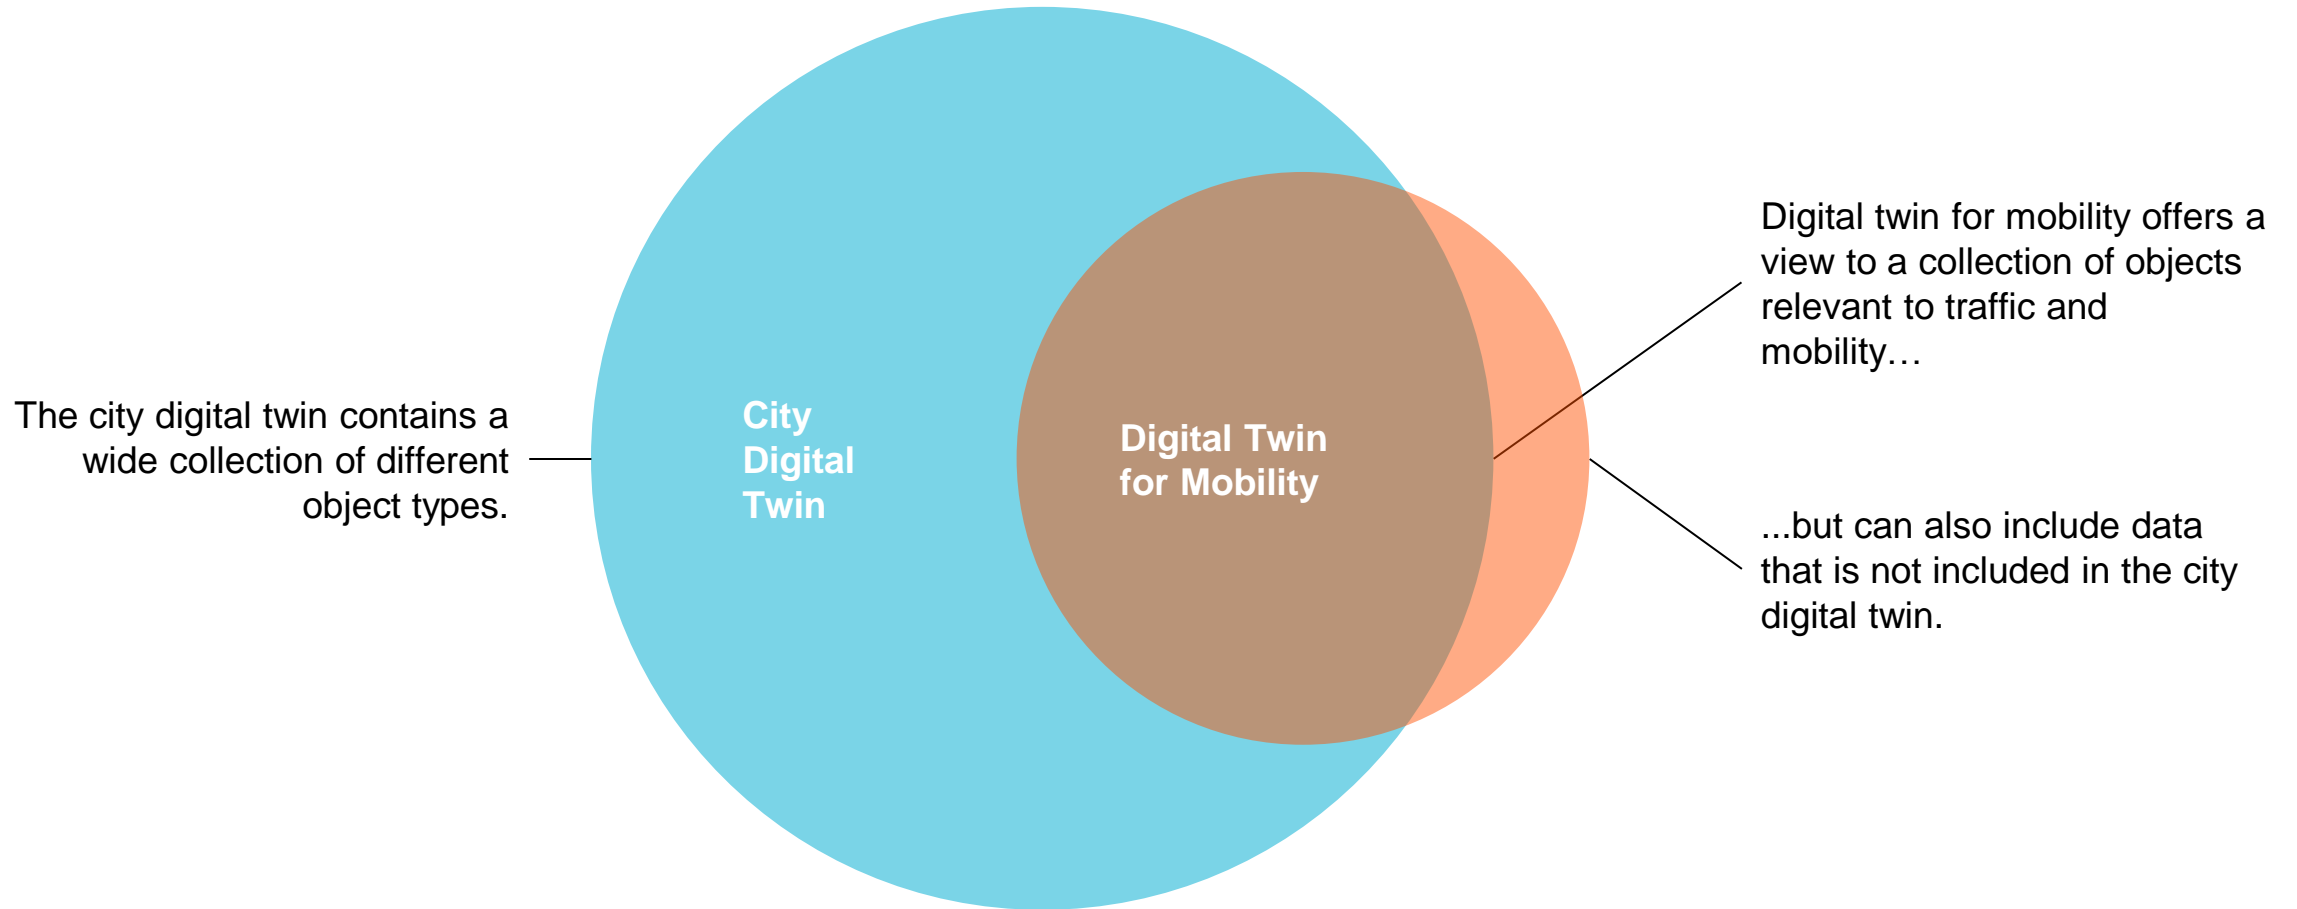 The city digital twin contains a
wide collection of different
object types.
City
Digital
Twin
Digital Twin
for Mobility
Digital twin for mobility offers a
view to a collection of objects
relevant to traffic and
mobility…
...but can also include data
that is not included in the city
digital twin.